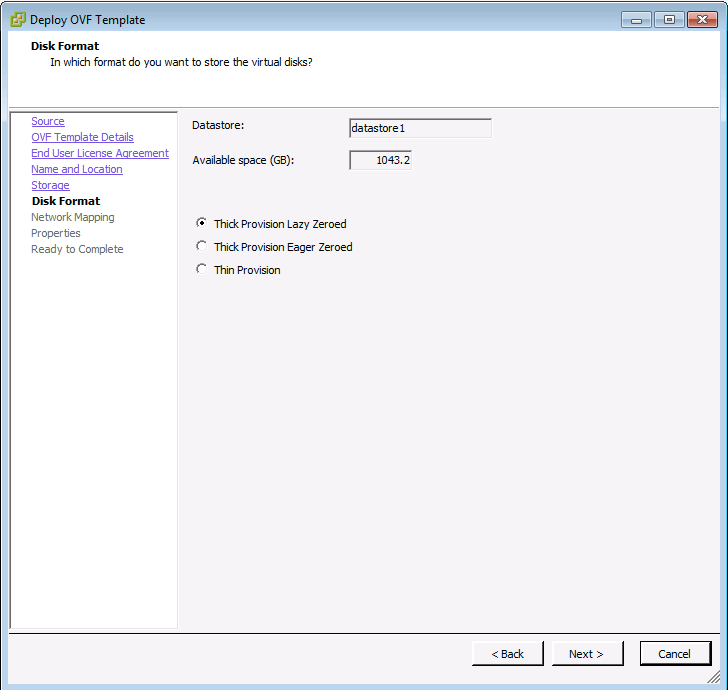 Deploy OVF Template
Disk Format
In which format do you want to store the virtual disks?
Source
OVF Template Details
End User License Agreement
Name and Location
Storage
Disk Format
Network Mapping
Properties
Ready to Complete
Datastore: datastore1
Available space (GB): 1043.2
Thick Provision Lazy Zeroed
Thick Provision Eager Zeroed
Thin Provision
< Back Next > Cancel